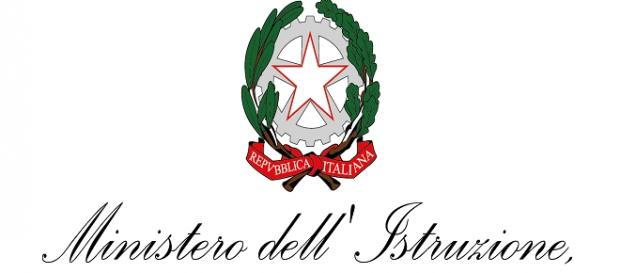 REPVBBLICA ITALIANA
Ministero dell' Istruzione,